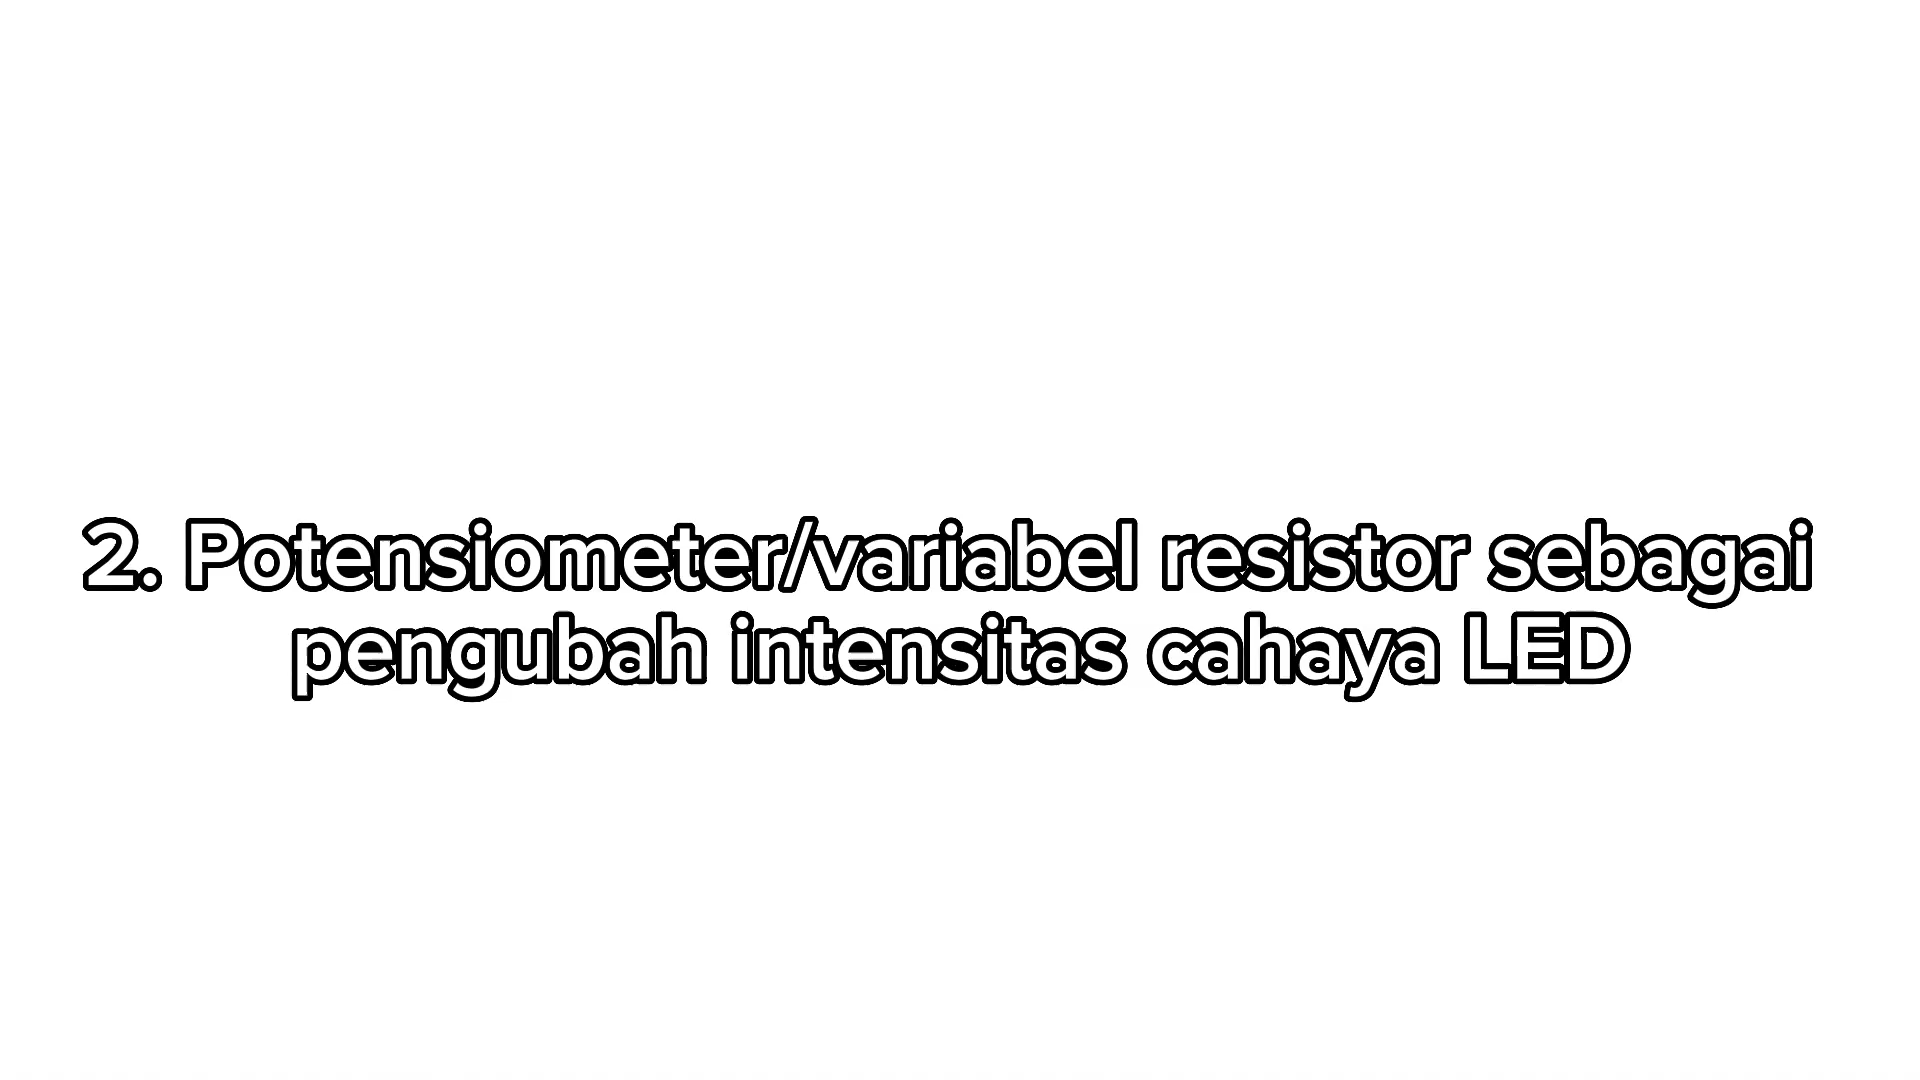 2. Potensiometer/variabel resistor sebagai
pengubah intensitas cahaya LED